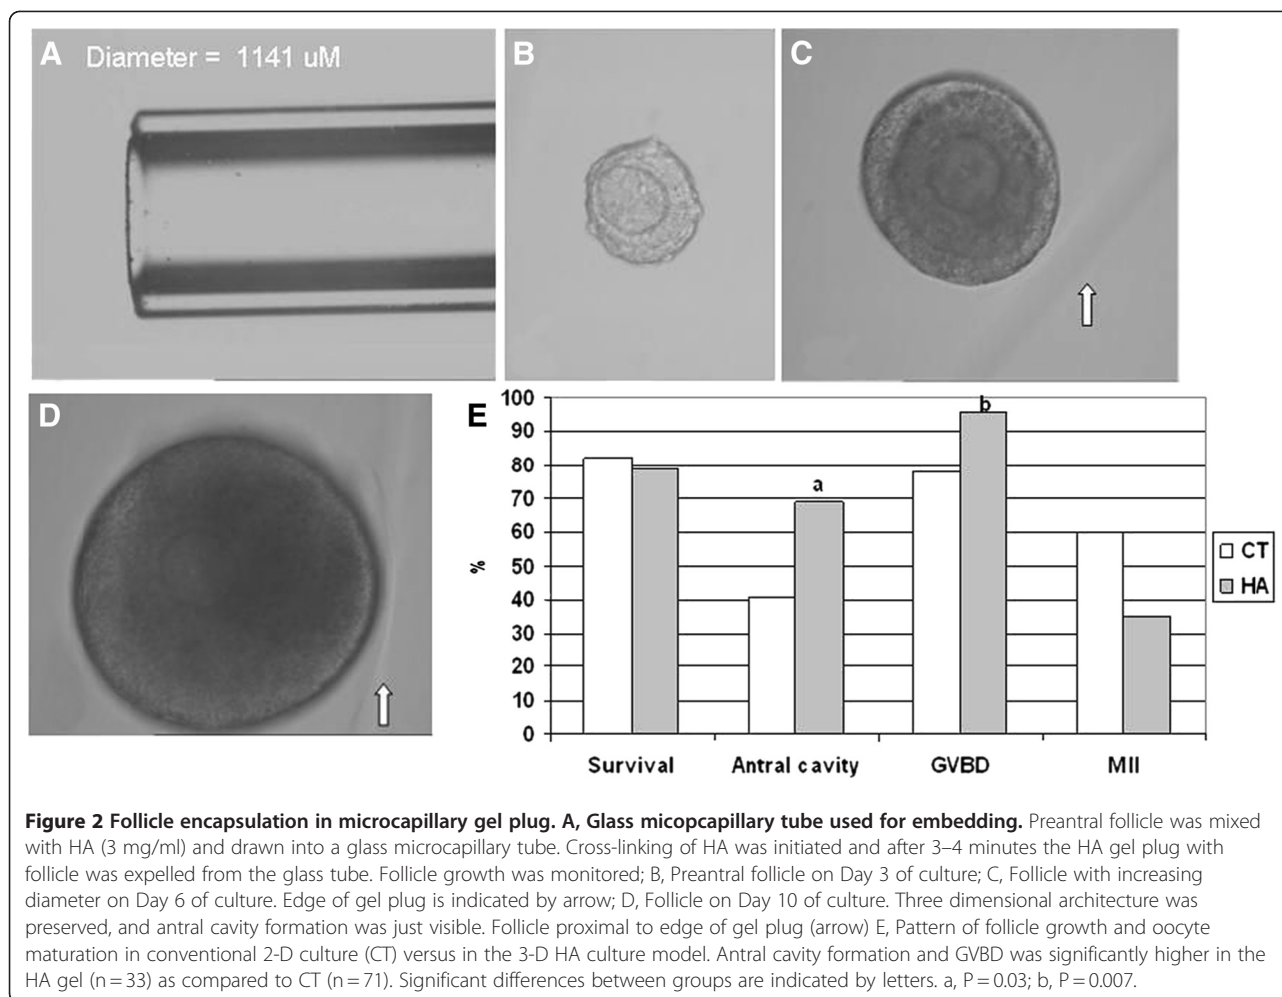 A Diameter = 1141 uM
B
C
D
E
100
90
80
70
60
50
40
30
20
10
0
%
a
b
Survival Antral cavity GVBD MII
CT
HA
Figure 2 Follicle encapsulation in microcapillary gel plug. A, Glass micopcapillary tube used for embedding. Preantral follicle was mixed
with HA (3 mg/ml) and drawn into a glass microcapillary tube. Cross-linking of HA was initiated and after 3–4 minutes the HA gel plug with
follicle was expelled from the glass tube. Follicle growth was monitored; B, Preantral follicle on Day 3 of culture; C, Follicle with increasing
diameter on Day 6 of culture. Edge of gel plug is indicated by arrow; D, Follicle on Day 10 of culture. Three dimensional architecture was
preserved, and antral cavity formation was just visible. Follicle proximal to edge of gel plug (arrow) E, Pattern of follicle growth and oocyte
maturation in conventional 2-D culture (CT) versus in the 3-D HA culture model. Antral cavity formation and GVBD was significantly higher in the
HA gel (n = 33) as compared to CT (n = 71). Significant differences between groups are indicated by letters. a, P = 0.03; b, P = 0.007.